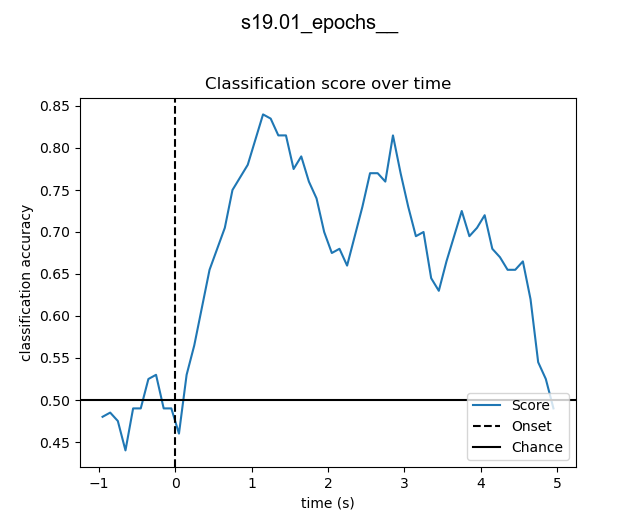 s19.01_epochs__
Classification score over time
0.85
0.80
0.75
0.70
0.65
0.60
0.55
0.50
0.45
classification accuracy
−1
0
1
2
3
4
5
time (s)
Score
Onset
Chance